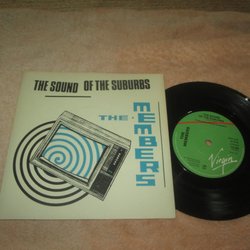 THE SOUND OF THE SUBURBS
THE
MEMBERS
Virgin